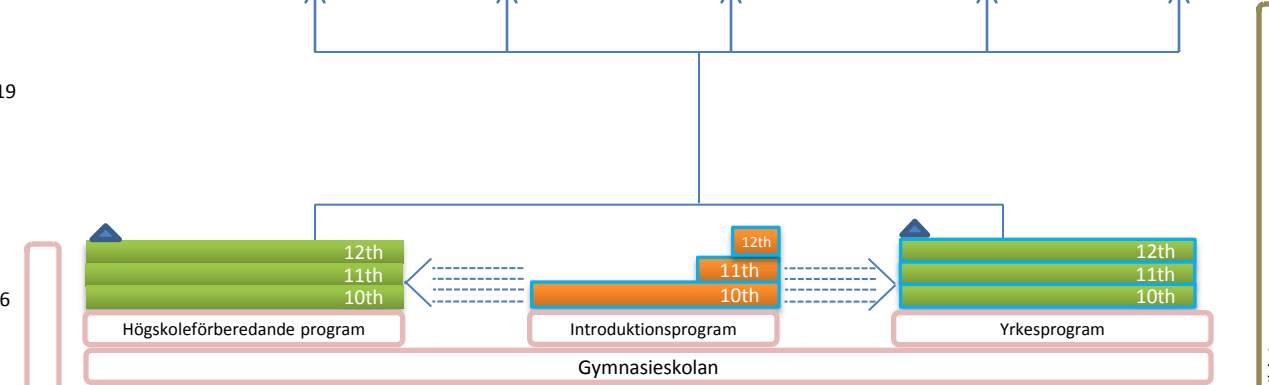 19
12th
12th
12th
11th
11th
11th
6
10th
10th
10th
Högskoleförberedande program
Introduktionsprogram
Yrkesprogram
Gymnasieskolan